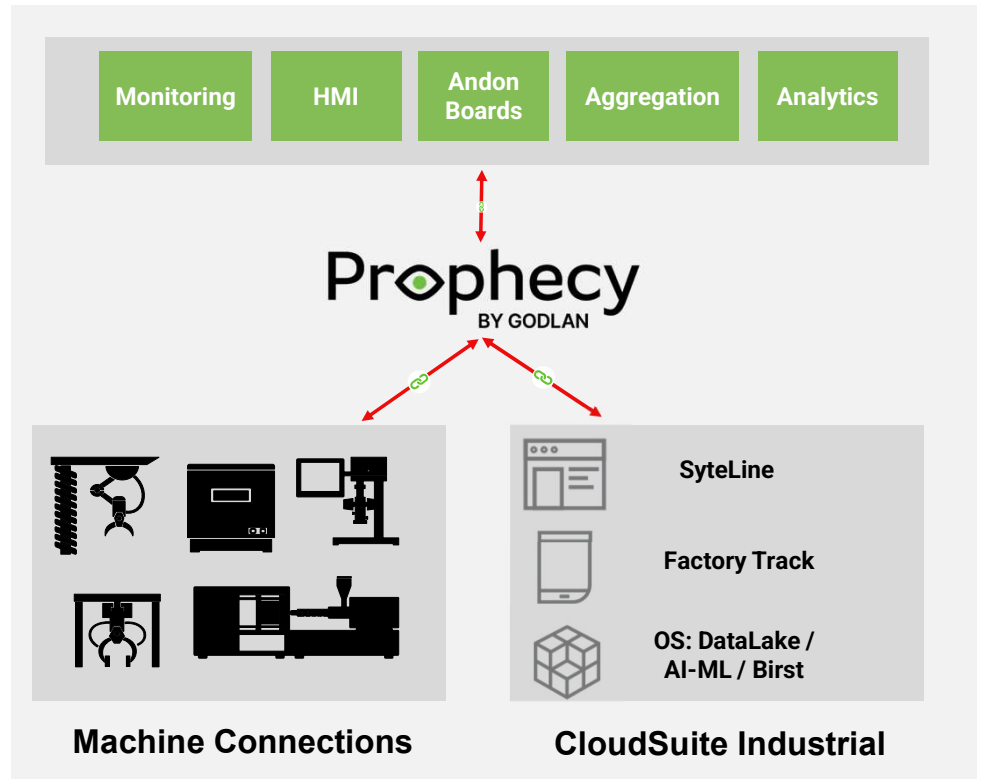 Monitoring
HMI
Andon
Boards
Aggregation
Analytics
Prophecy
BY GODLAN
SyteLine
Factory Track
OS: DataLake /
AI-ML / Birst
Machine Connections
CloudSuite Industrial